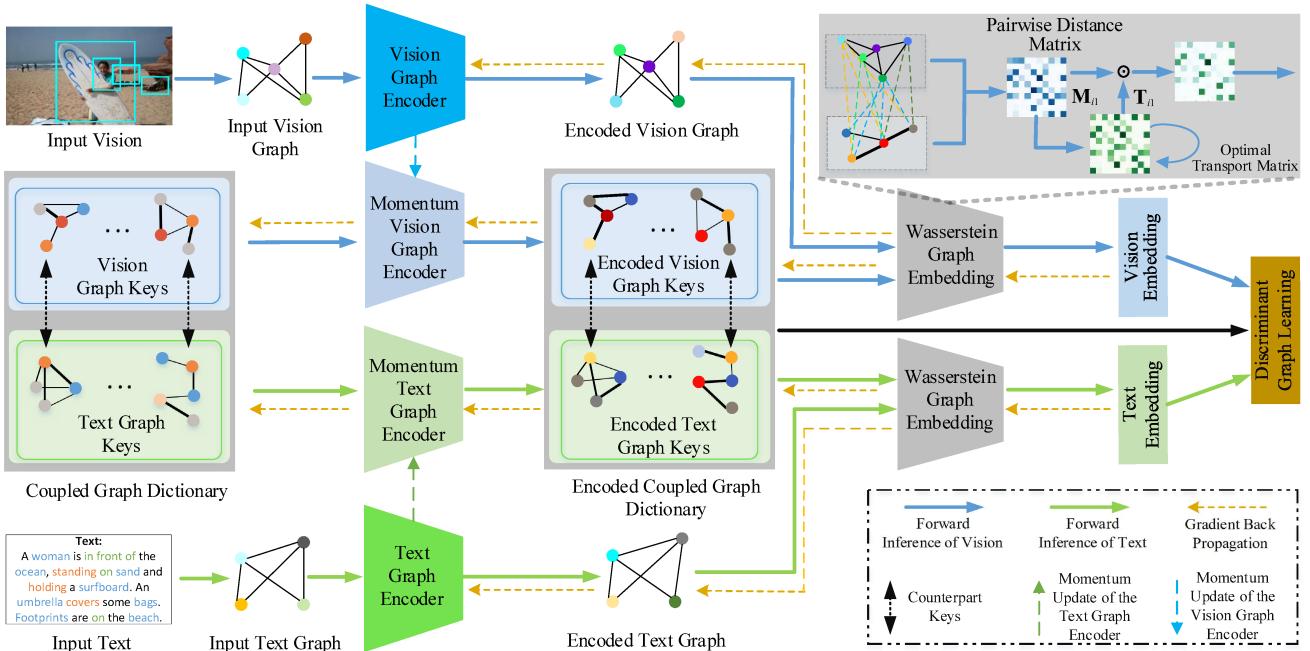 Input Vision
Input Vision
Graph
Vision
Graph
Encoder
Encoded Vision Graph
Pairwise Distance
Matrix
M_{i1}
T_{i1}
⊙
Optimal
Transport Matrix
Vision
Graph Keys
...
Momentum
Vision
Graph
Encoder
Encoded Vision
Graph Keys
...
Wasserstein
Graph
Embedding
Vision
Embedding
Discriminant
Graph Learning
Text Graph
Keys
...
Coupled Graph Dictionary
Momentum
Text
Graph
Encoder
Encoded Text
Graph Keys
...
Encoded Coupled Graph
Dictionary
Wasserstein
Graph
Embedding
Text
Embedding
Text:
A woman is in front of the
ocean, standing on sand and
holding a surfboard. An
umbrella covers some bags.
Footprints are on the beach.
Input Text
Input Text Graph
Text
Graph
Encoder
Encoded Text Graph
Forward
Inference of Vision
Forward
Inference of Text
Gradient Back
Propagation
Counterpart
Keys
Momentum
Update of the
Text Graph
Encoder
Momentum
Update of the
Vision Graph
Encoder